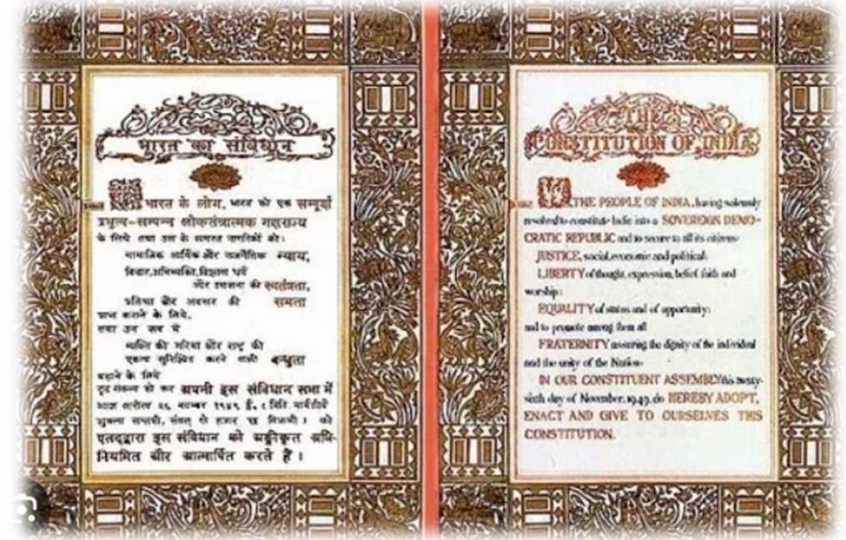 भारत का संविधान
हम भारत के लोग, भारत को एक सम्पूर्ण
प्रभुत्व-सम्पन्न लोकतंत्रात्मक गणराज्य
के लिये तथा उस के समस्त नागरिकों को:
सामाजिक आर्थिक और राजनैतिक न्याय,
विचार, अभिव्यक्ति, विश्वास धर्म
और उपासना की स्वतंत्रता,
प्रतिष्ठा और अवसर की समता
प्राप्त कराने के लिये,
तथा उन सब में
व्यक्ति की गरिमा और राष्ट्र की
एकता सुनिश्चित करने वाली बन्धुता
बढ़ाने के लिये
दृढ़ संकल्प हो कर अपनी इस संविधान सभा में
आज तारीख २६ नवम्बर १९४९ ई,
शुक्ला सप्तमी, संवत् दो हजार छह विक्रमी ) को
एतद्द्वारा इस संविधान को अङ्गीकृत अधि-
नियमित और आत्मार्पित करते हैं।
THE
CONSTITUTION OF INDIA
WE, THE PEOPLE OF INDIA, having solemnly
resolved to constitute India into a SOVEREIGN DEMO-
CRATIC REPUBLIC and to secure to all its citizens:
JUSTICE, social, economic and political;
LIBERTY of thought, expression, belief, faith and
worship;
EQUALITY of status and of opportunity;
and to promote among them all
FRATERNITY assuring the dignity of the individual
and the unity of the Nation;
IN OUR CONSTITUENT ASSEMBLY this twenty-
sixth day of November, 1949, do HEREBY ADOPT,
ENACT AND GIVE TO OURSELVES THIS
CONSTITUTION.